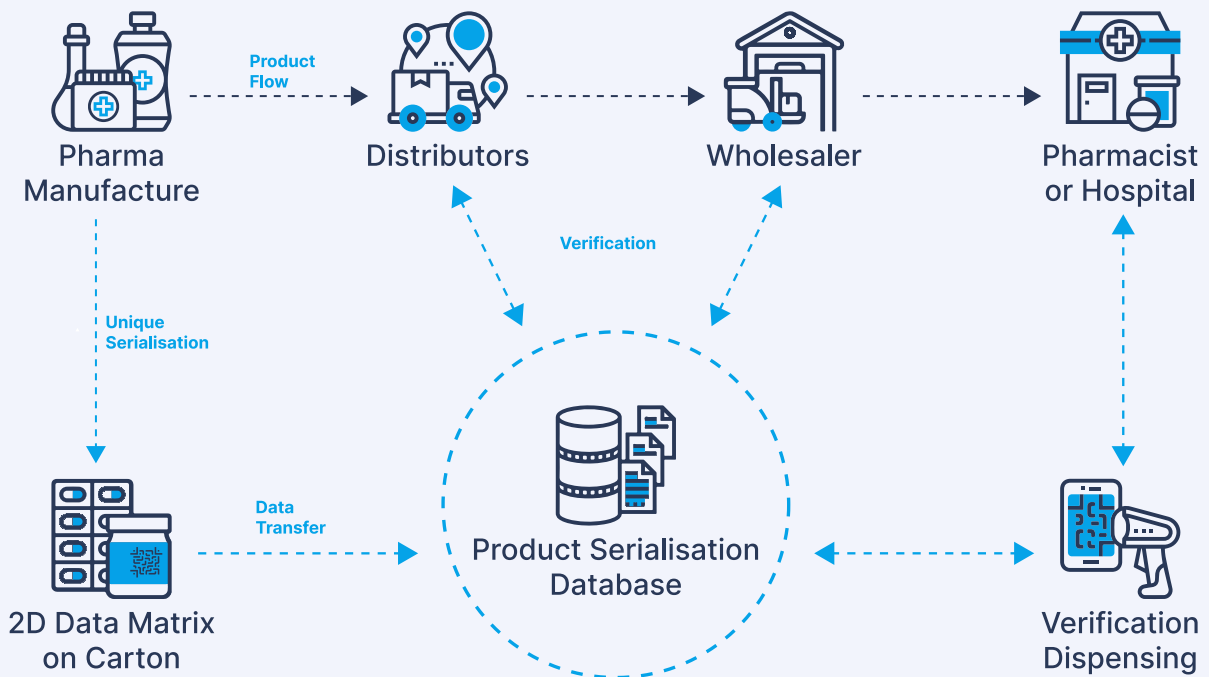 Product
Flow
Pharma
Manufacture
Distributors
Wholesaler
Pharmacist
or Hospital
Verification
Unique
Serialisation
Data
Transfer
Product Serialisation
Database
2D Data Matrix
on Carton
Verification
Dispensing